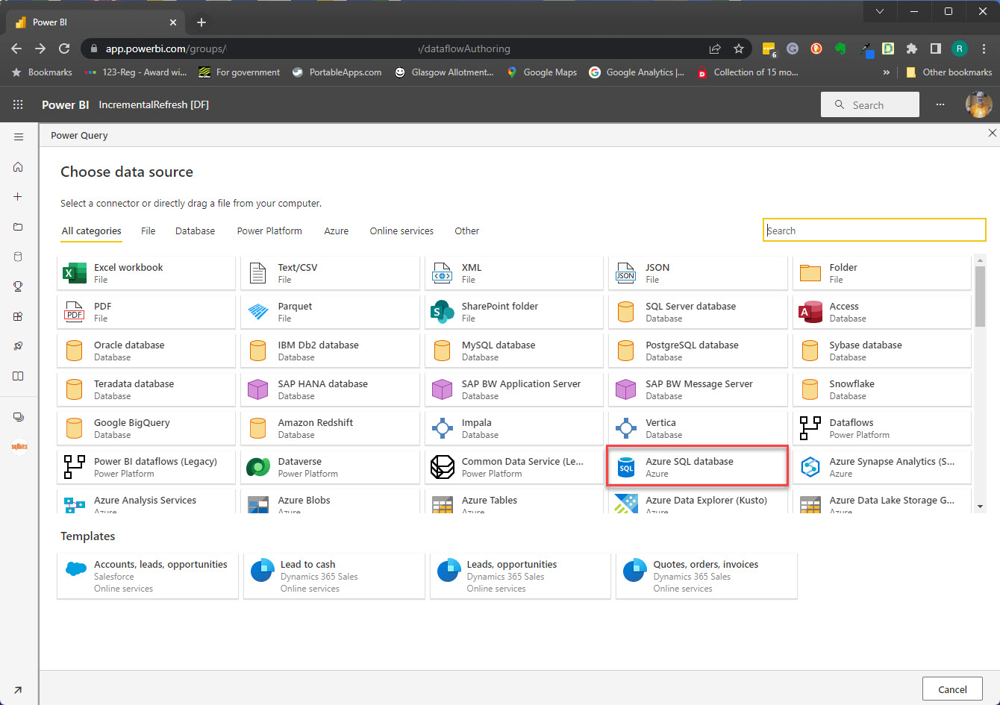 Power BI
app.powerbi.com/groups/ /dataflowAuthoring
6
R
Bookmarks
123-Reg - Award wi...
For government
PortableApps.com
Glasgow Allotment...
Google Maps
Google Analytics |...
Collection of 15 mo...
»
Other bookmarks
Power BI IncrementalRefresh [DF]
Search
Power Query
Choose data source
Select a connector or directly drag a file from your computer.
All categories File Database Power Platform Azure Online services Other
Search
Excel workbook
File
Text/CSV
File
XML
File
JSON
JSON
File
Folder
File
PDF
PDF
File
Parquet
File
S
SharePoint folder
File
SQL Server database
Database
A
Access
Database
Oracle database
Database
IBM Db2 database
Database
MySQL database
Database
PostgreSQL database
Database
Sybase database
Database
Teradata database
Database
SAP HANA database
Database
SAP BW Application Server
Database
SAP BW Message Server
Database
Snowflake
Database
Google BigQuery
Database
Amazon Redshift
Database
Impala
Database
Vertica
Database
Dataflows
Power Platform
sqlbits
Power BI dataflows (Legacy)
Power Platform
Dataverse
Power Platform
Common Data Service (Le...
Power Platform
SQL
Azure SQL database
Azure
Azure Synapse Analytics (S...
Azure
Azure Analysis Services
Azure
Azure Blobs
Azure
Azure Tables
Azure
Azure Data Explorer (Kusto)
Azure
Azure Data Lake Storage G...
Azure
Templates
Accounts, leads, opportunities
Salesforce
Online services
Lead to cash
Dynamics 365 Sales
Online services
Leads, opportunities
Dynamics 365 Sales
Online services
Quotes, orders, invoices
Dynamics 365 Sales
Online services
Cancel